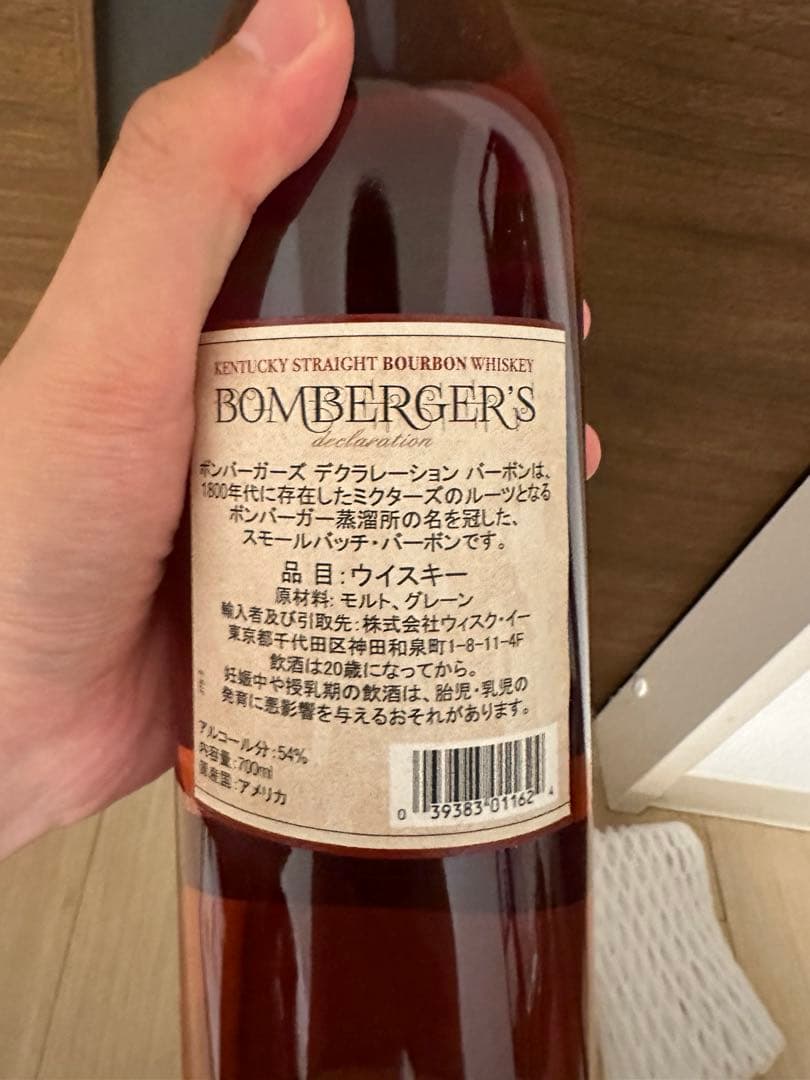 KENTUCKY STRAIGHT BOURBON WHISKEY
BOMBERGER'S
declaration
ボンバーガーズ デクラレーション バーボンは、
1800年代に存在したミクターズのルーツとなる
ボンバーガー蒸溜所の名を冠した、
スモールバッチ・バーボンです。
品 目：ウイスキー
原材料: モルト、グレーン
輸入者及び引取先：株式会社ウィスク・イー
東京都千代田区神田和泉町1-8-11-4F
飲酒は20歳になってから。
妊娠中や授乳期の飲酒は、胎児・乳児の
発育に悪影響を与えるおそれがあります。
アルコール分：54%
内容量：700ml
原産国：アメリカ
0 39383 01162 4